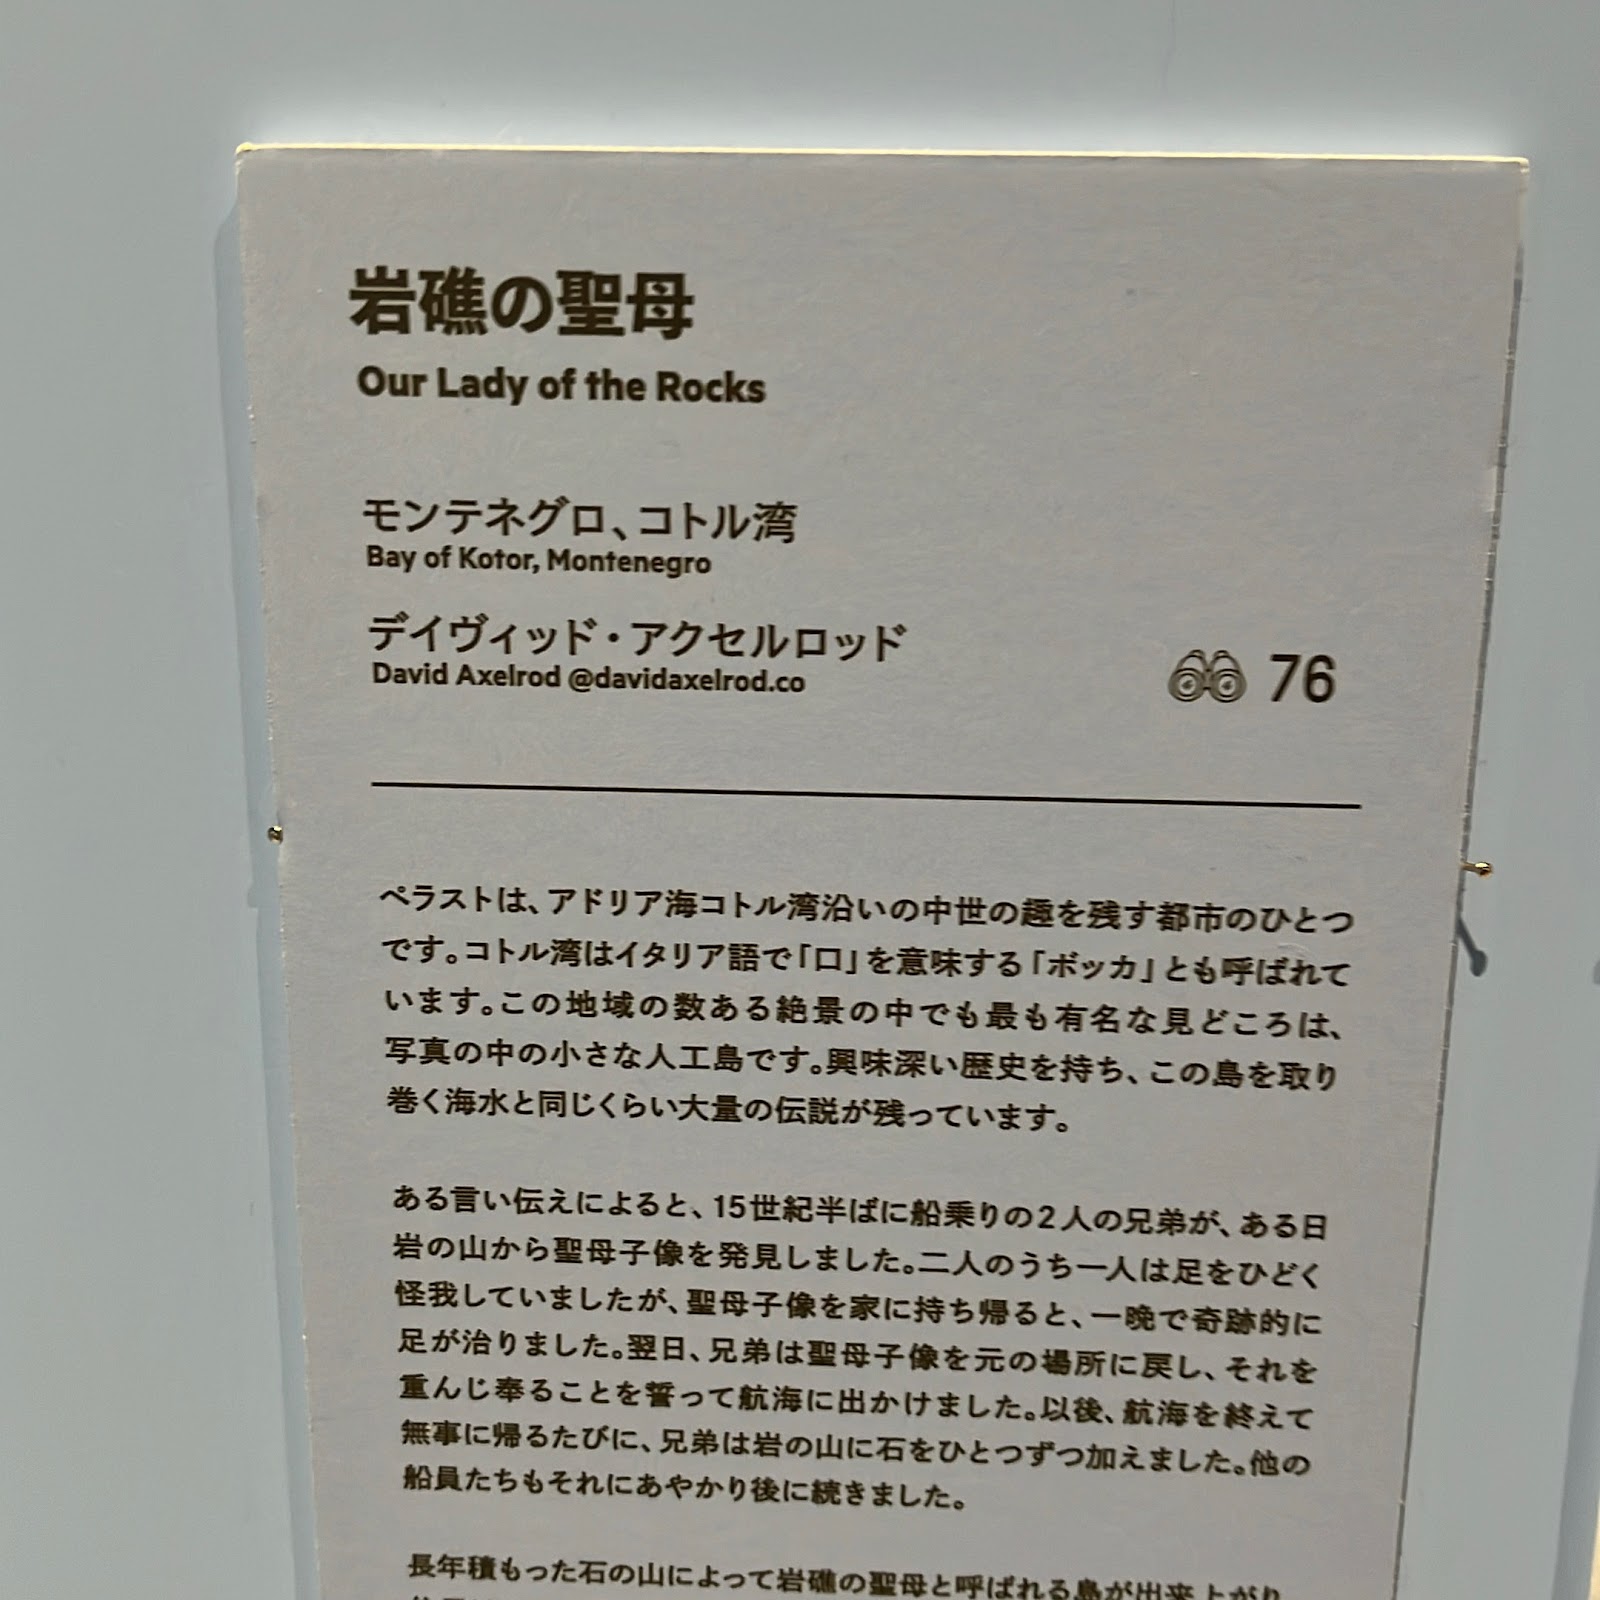 岩礁の聖母
Our Lady of the Rocks
モンテネグロ、コトル湾
Bay of Kotor, Montenegro
デイヴィッド・アクセルロッド
David Axelrod @davidaxelrod.co
76
ペラストは、アドリア海コトル湾沿いの中世の趣を残す都市のひとつ
です。コトル湾はイタリア語で「口」を意味する「ボッカ」とも呼ばれて
います。この地域の数ある絶景の中でも最も有名な見どころは、
写真の中の小さな人工島です。興味深い歴史を持ち、この島を取り
巻く海水と同じくらい大量の伝説が残っています。
ある言い伝えによると、15世紀半ばに船乗りの2人の兄弟が、ある日
岩の山から聖母子像を発見しました。二人のうち一人は足をひどく
怪我していましたが、聖母子像を家に持ち帰ると、一晩で奇跡的に
足が治りました。翌日、兄弟は聖母子像を元の場所に戻し、それを
重んじ奉ることを誓って航海に出かけました。以後、航海を終えて
無事に帰るたびに、兄弟は岩の山に石をひとつずつ加えました。他の
船員たちもそれにあやかり後に続きました。
長年積もった石の山によって岩礁の聖母と呼ばれる島が出来上がり